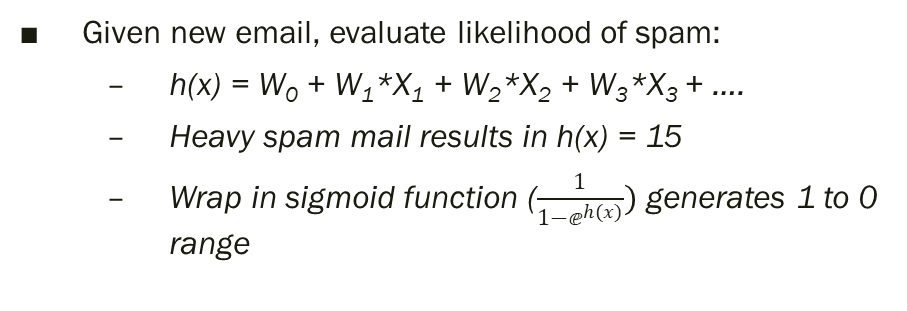 ■ Given new email, evaluate likelihood of spam:
– h(x) = W₀ + W₁*X₁ + W₂*X₂ + W₃*X₃ + ....
– Heavy spam mail results in h(x) = 15
– Wrap in sigmoid function (1/(1−ⅇ^h(x))) generates 1 to 0
range